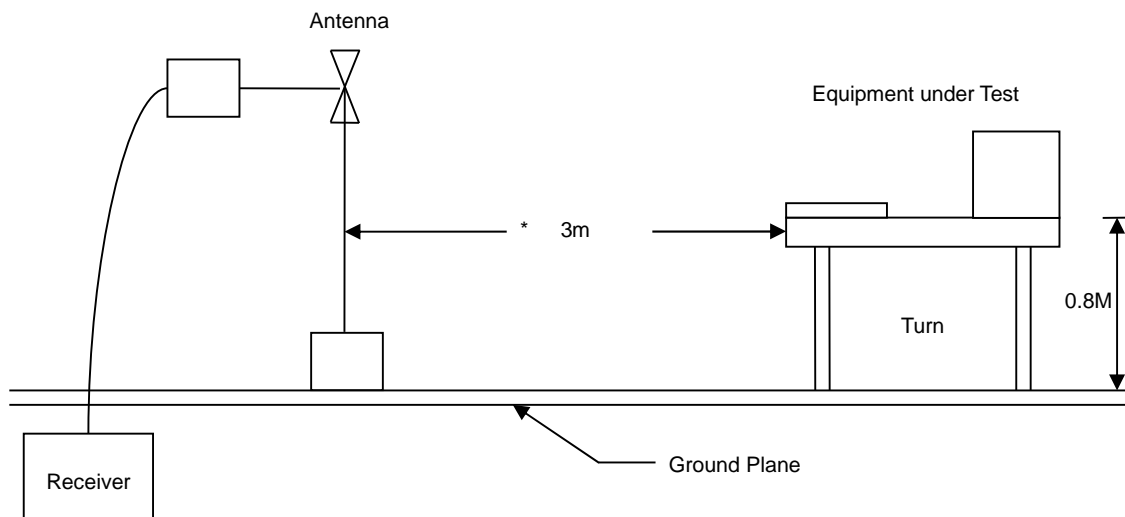 Antenna
Equipment under Test
* 3m
0.8M
Turn
Ground Plane
Receiver